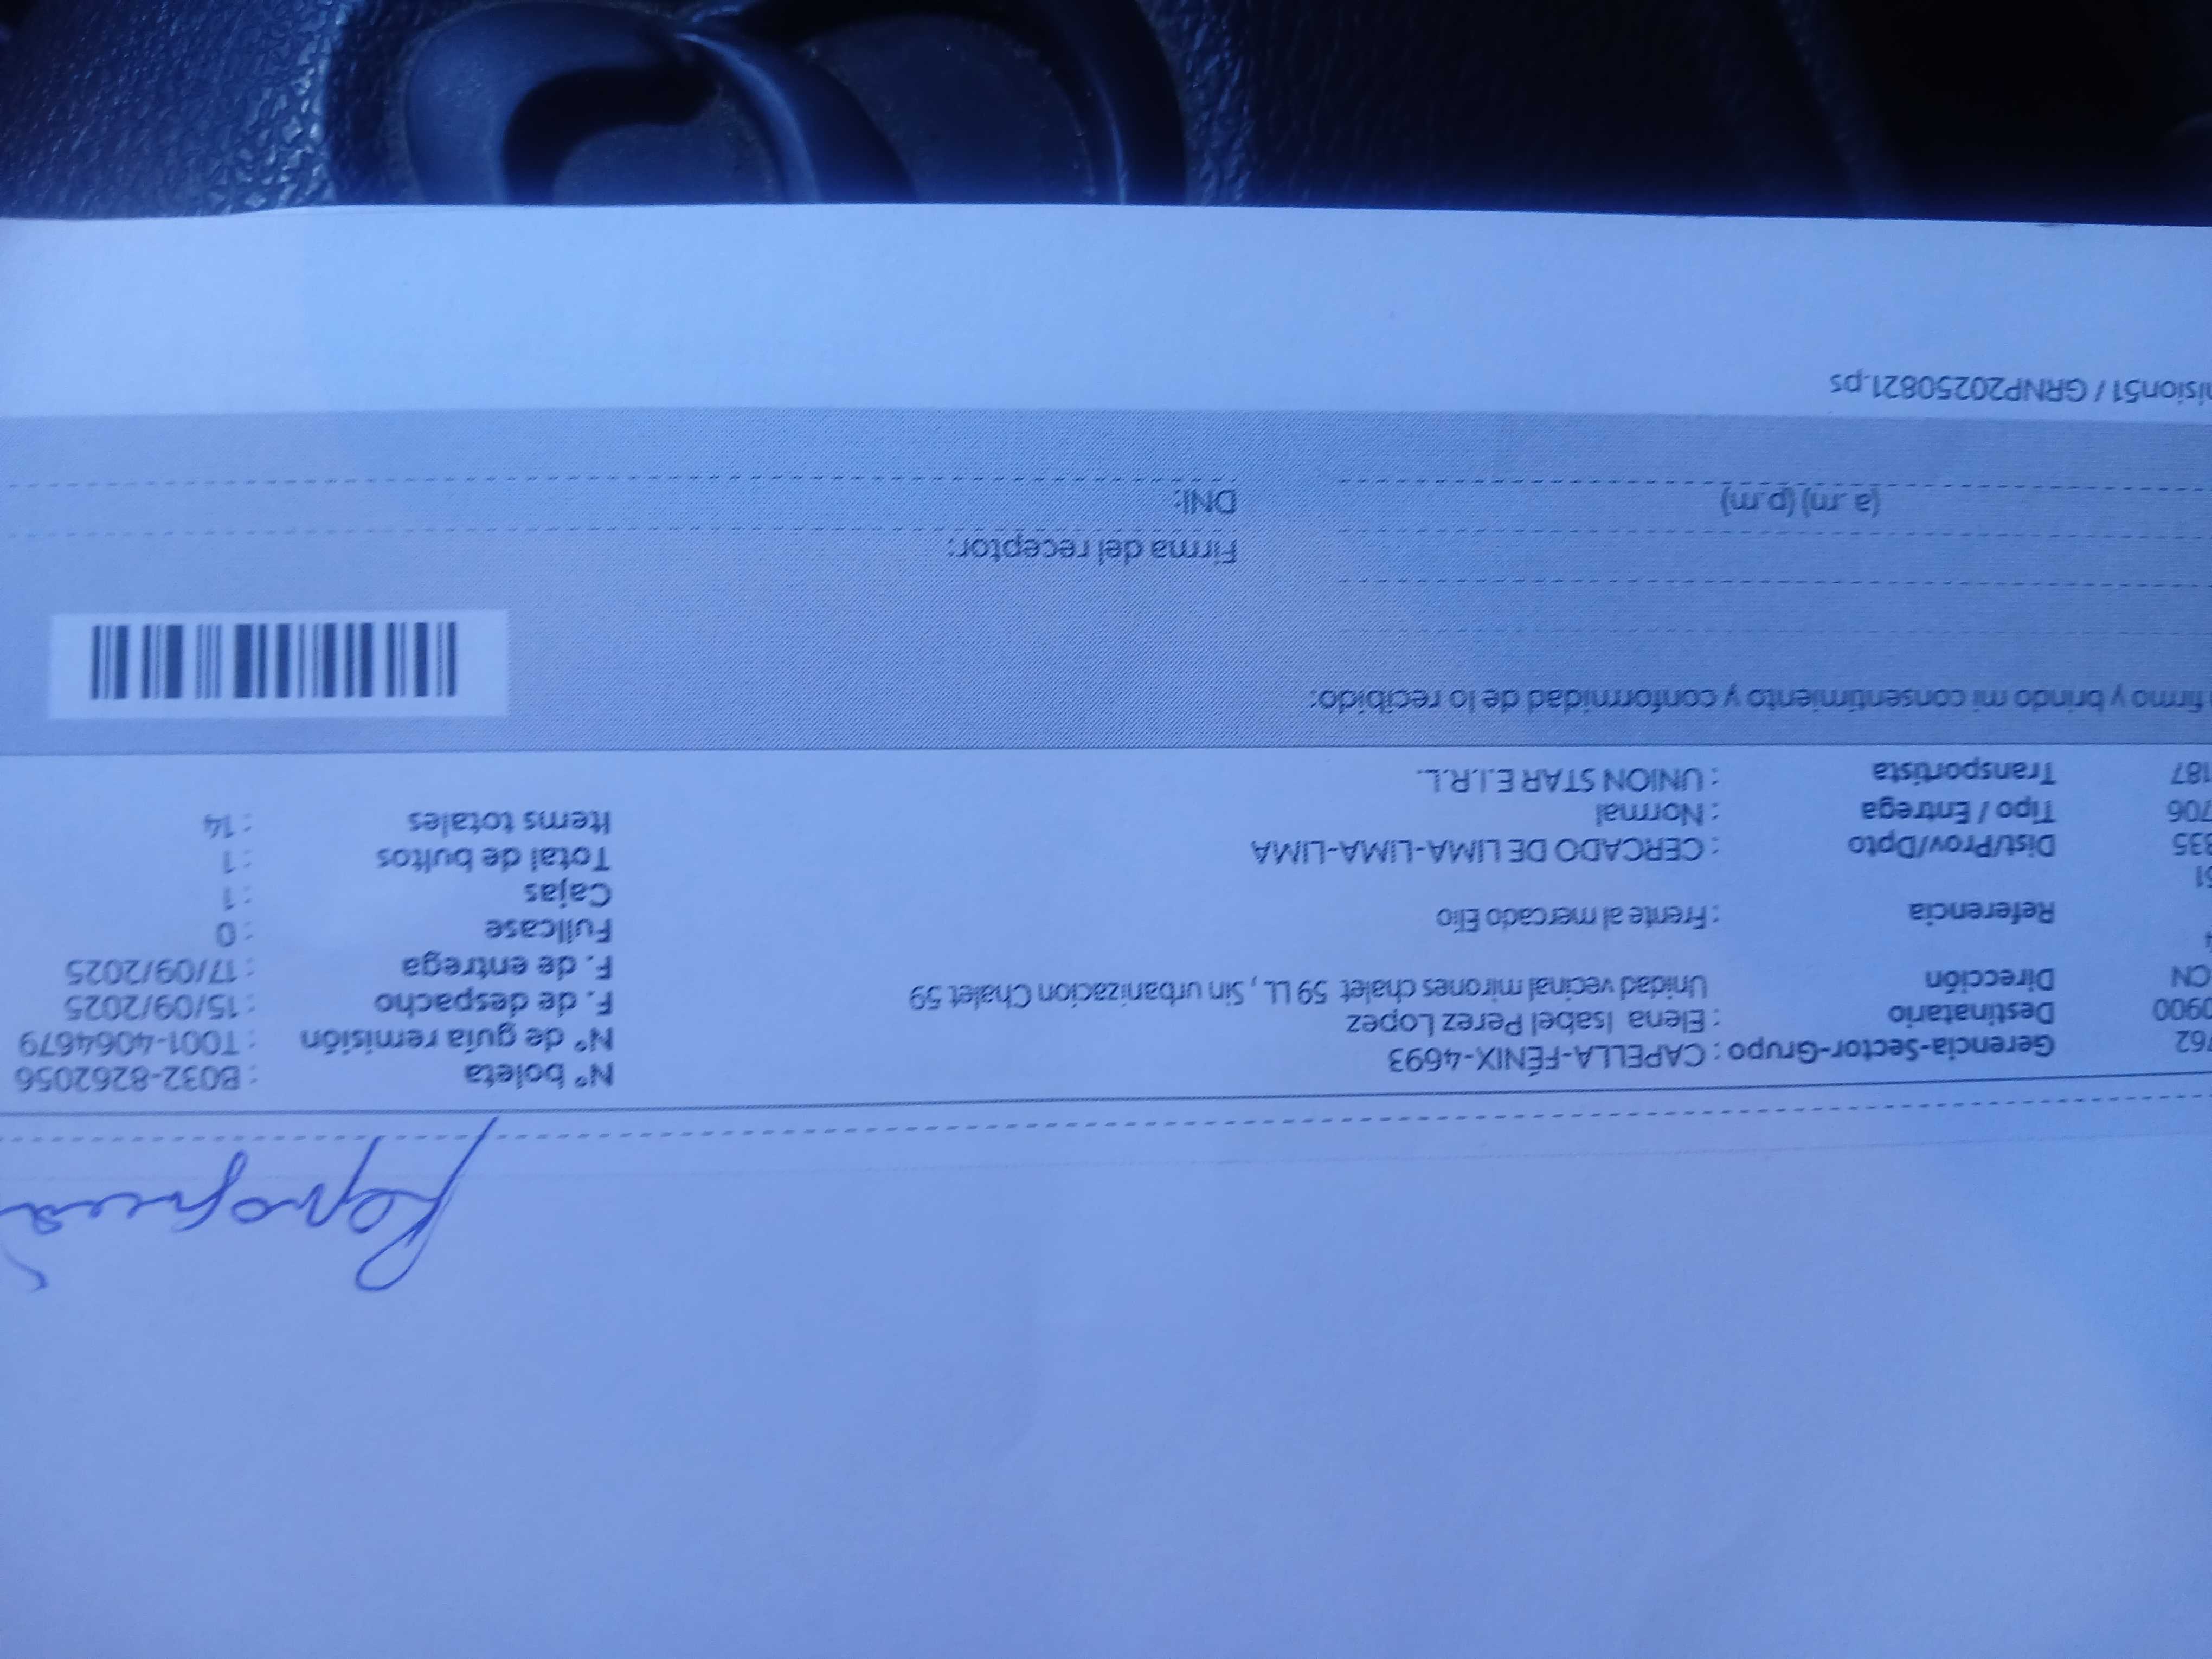 762 Gerencia-Sector-Grupo : CAPELLA-FÉNIX-4693 N° boleta : B032-8262056
0900 Destinatario : Elena Isabel Perez Lopez N° de guía remisión : T001-4064679
CN Dirección Unidad vecinal mirones chalet 59 LL , Sin urbanizacion Chalet 59 F. de despacho : 15/09/2025
F. de entrega : 17/09/2025
Referencia : Frente al mercado Elio Fullcase : 0
51 Cajas : 1
835 Dist/Prov/Dpto : CERCADO DE LIMA-LIMA-LIMA Total de bultos : 1
706 Tipo / Entrega : Normal Items totales : 14
187 Transportista : UNION STAR E.I.R.L.
firmo y brindo mi consentimiento y conformidad de lo recibido:
Firma del receptor:
(a.m) (p.m) DNI:
nision51 / GRNP20250821.ps